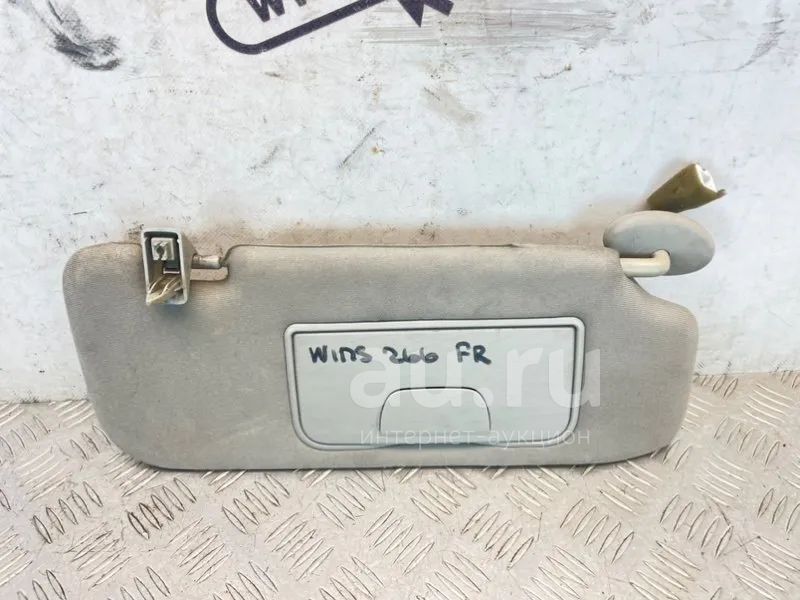 WINS 266 FR
au.ru
интернет-аукцион